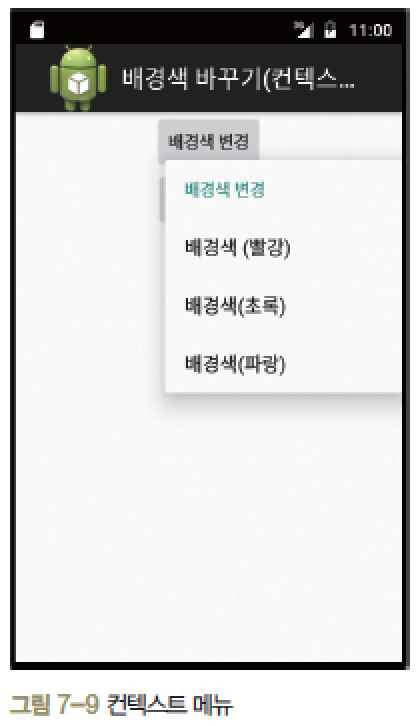 11:00
배경색 바꾸기(컨텍스...
배경색 변경
배경색 변경
배경색 (빨강)
배경색(초록)
배경색(파랑)
그림 7-9 컨텍스트 메뉴